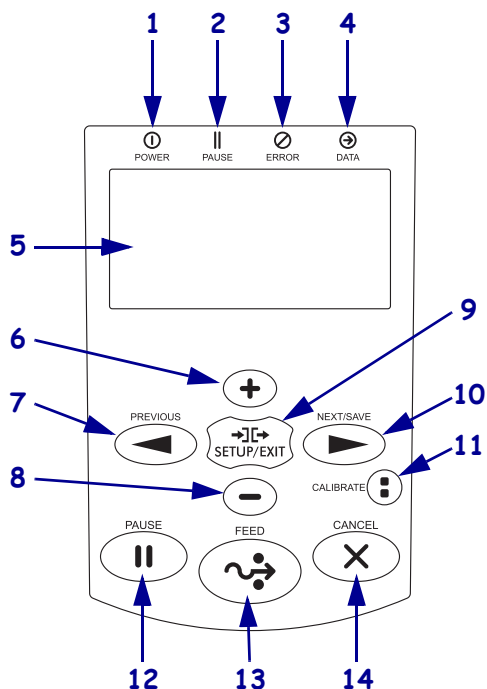 1 2 3 4
POWER PAUSE ERROR DATA
5
6
9
7
PREVIOUS
NEXT/SAVE
10
SETUP/EXIT
11
8
CALIBRATE
PAUSE
FEED
CANCEL
12 13 14